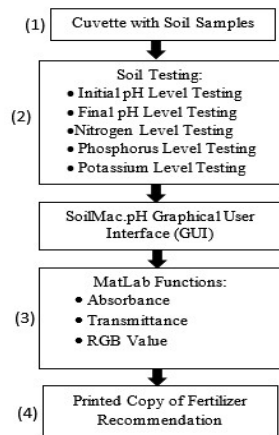 (1) Cuvette with Soil Samples
Soil Testing:
• Initial pH Level Testing
• Final pH Level Testing
(2) •Nitrogen Level Testing
• Phosphorus Level Testing
• Potassium Level Testing
SoilMac.pH Graphical User
Interface (GUI)
MatLab Functions:
• Absorbance
(3) • Transmittance
• RGB Value
Printed Copy of Fertilizer
(4) Recommendation